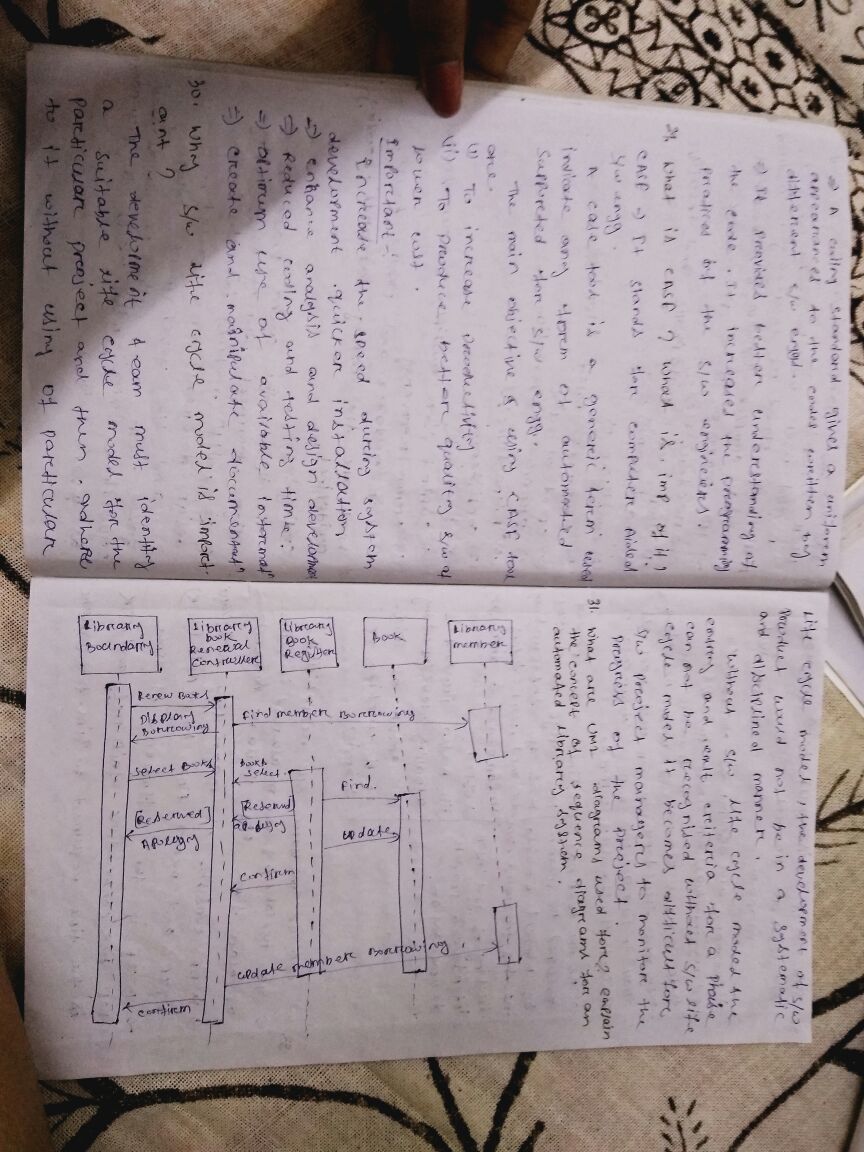 =) A coding standard gives a uniform
appearances to the codes written by
different s/w engg.
=) It provides better understanding of
the code. It increases the programming
practices of the s/w engineers.
29. What is CASE? What is imp of it?
CASE => It stands for computer Aided
s/w engg.
A case tool is a generic term used
indicate any form of automated
supported for s/w engg.
The main objective of using CASE tool
are.
(i) To increase productivity
(ii) To produce better quality s/w at
lower cost.
Important:-
Increase the speed during system
development quicker installation
=) enhance analysis and design development
=) Reduced coding and testing time.
=) optimum use of available informat
=) create and manipulate documentat
30. Why s/w life cycle model is import
ant?
The development team must identify
a suitable life cycle model for the
particular project and then adhere
to it without using of particular
life cycle model, the development of s/w
product would not be in a systematic
and disciplined manner.
without s/w life cycle model the
entry and exit criteria for a phase
can not be recognised without s/w life
cycle model it becomes difficult for
s/w project managers to monitor the
progress of the project.
31. What are UML diagrams used for? explain
the concept of sequence diagrams for an
automated library system.
Library
Boundary
Library
book
Renewal
Controller
Library
Book
Register
Book
Library
member
Renew Book
Display
Borrowing
find member Borrowing
Select Books
Book
Select
Find.
[Reserved]
Apology
[Reserved]
apology
update
confirm
update member Borrowing
confirm